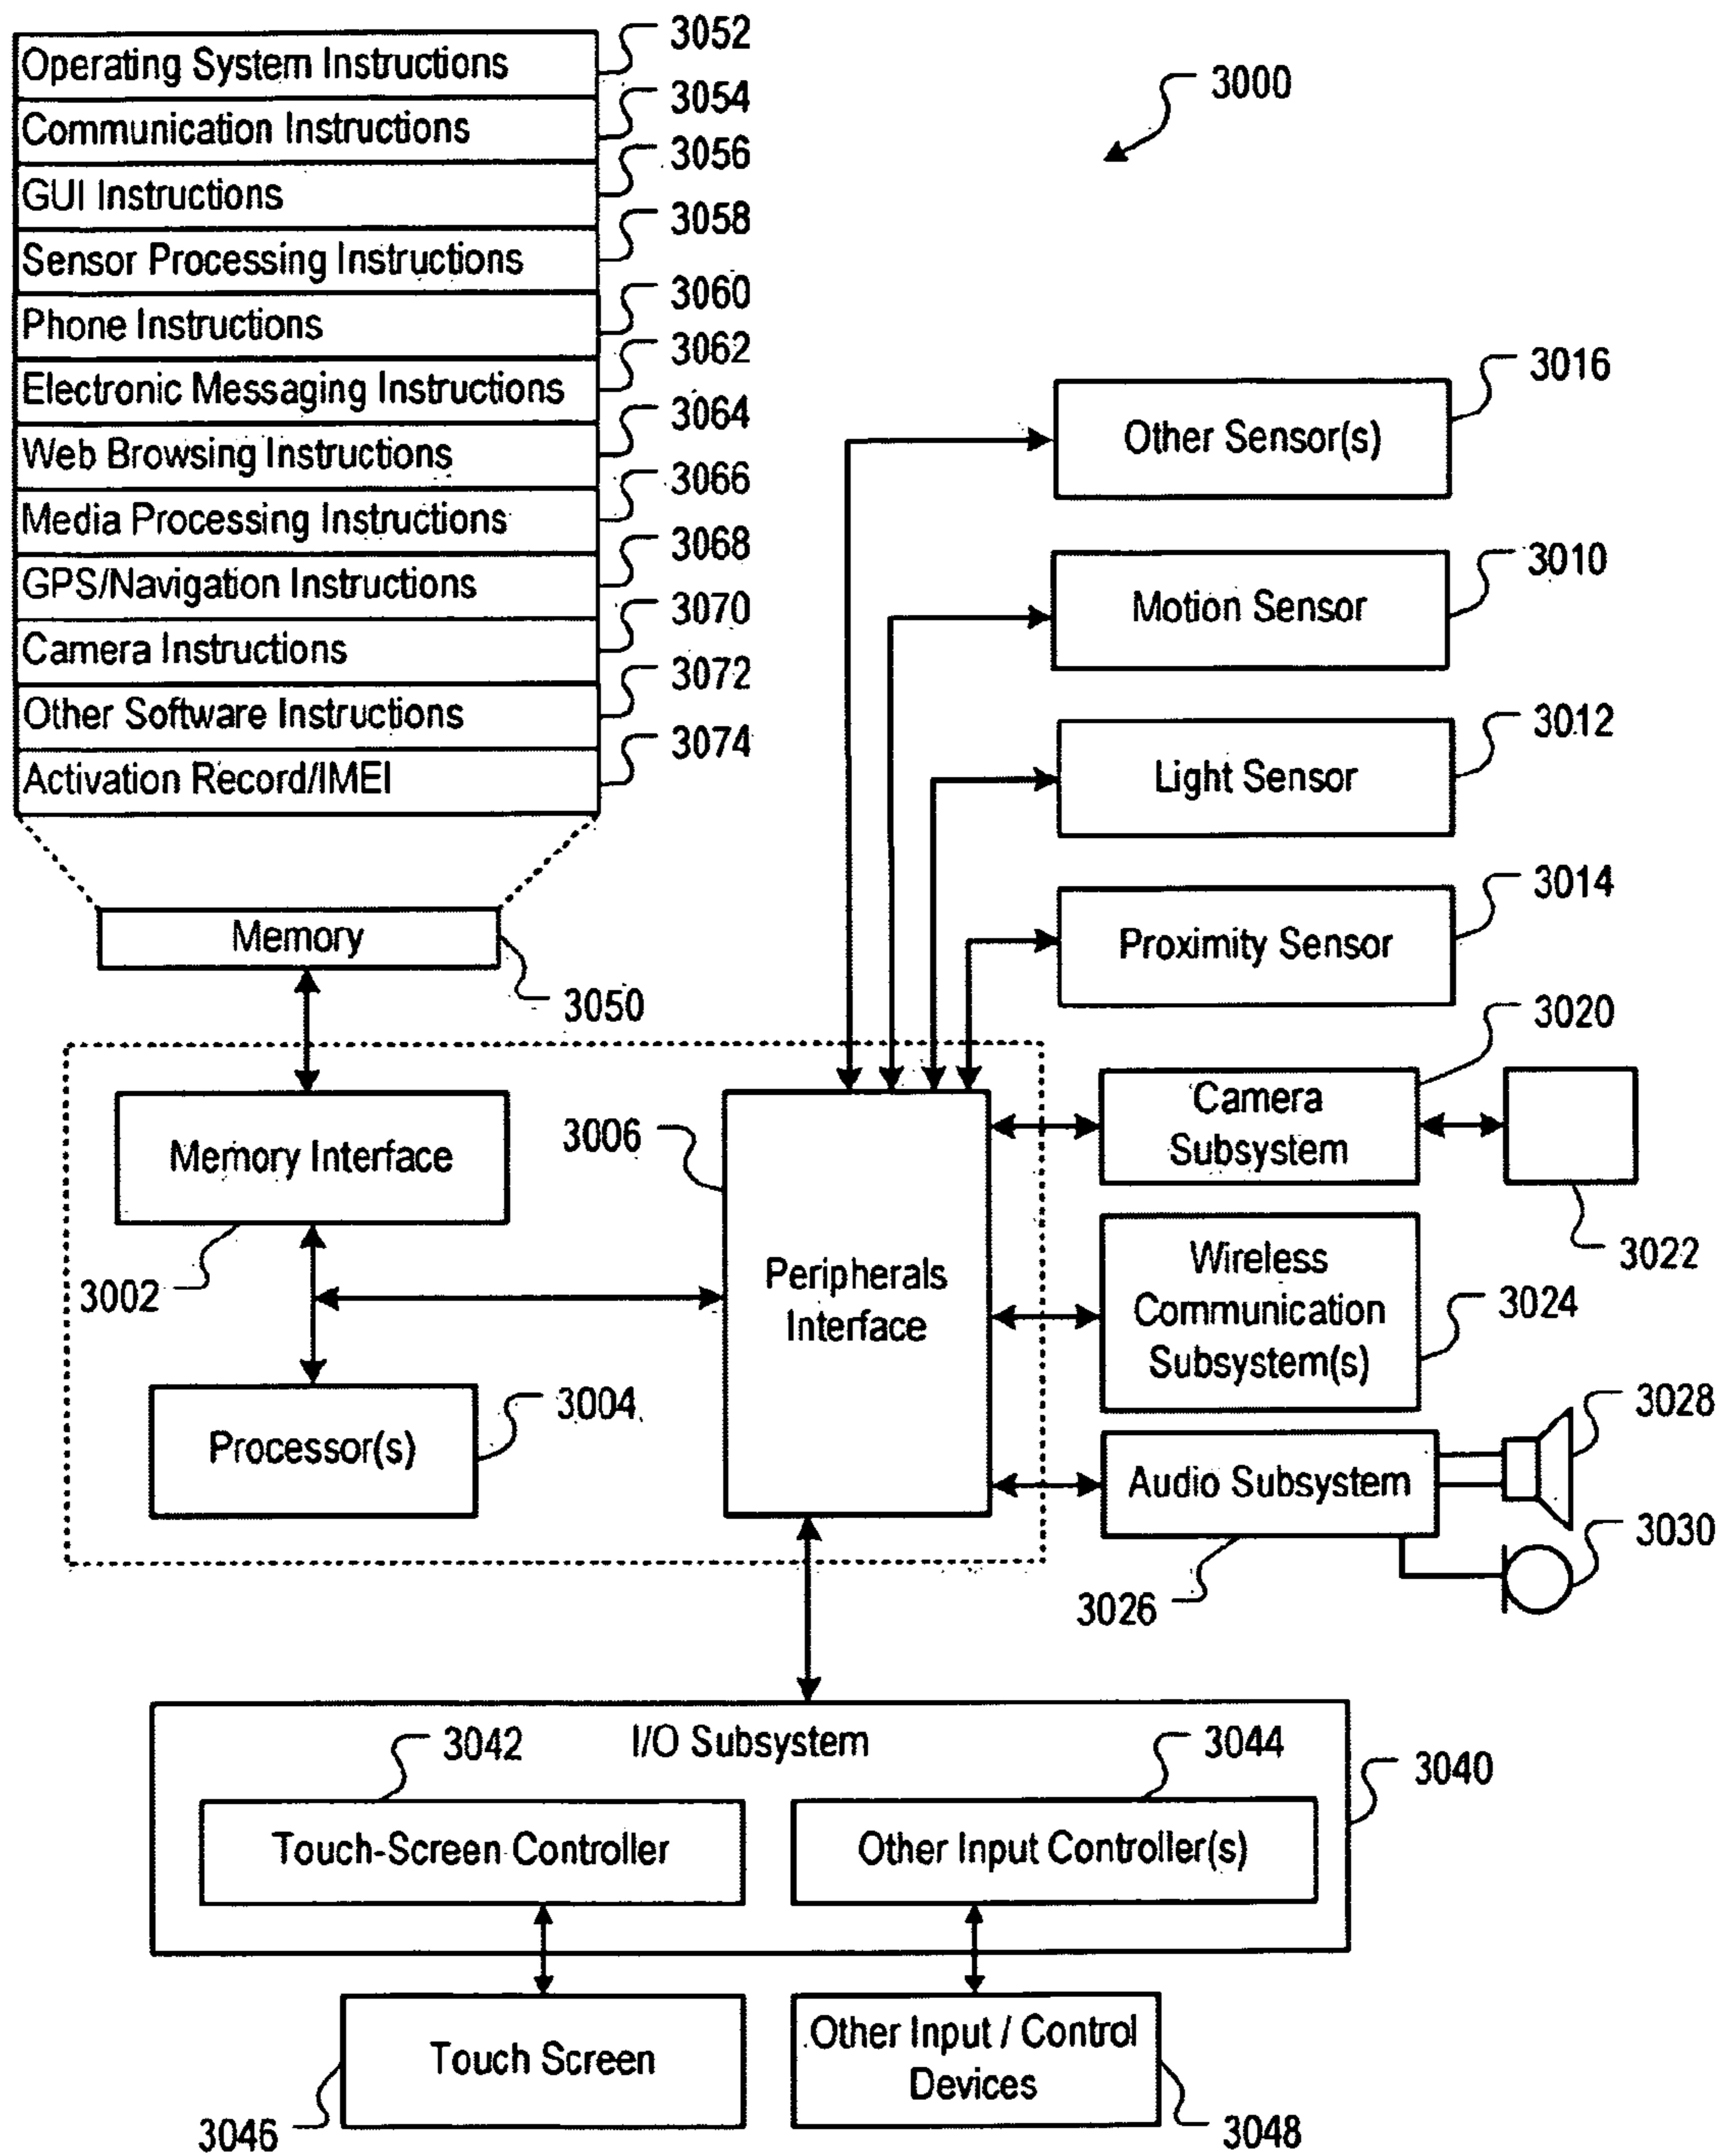 Operating System Instructions
3052
Communication Instructions
3054
GUI Instructions
3056
Sensor Processing Instructions
3058
Phone Instructions
3060
Electronic Messaging Instructions
3062
Web Browsing Instructions
3064
Media Processing Instructions
3066
GPS/Navigation Instructions
3068
Camera Instructions
3070
Other Software Instructions
3072
Activation Record/IMEI
3074
3000
Memory
3050
Other Sensor(s)
3016
Motion Sensor
3010
Light Sensor
3012
Proximity Sensor
3014
Memory Interface
3002
Processor(s)
3004
3006
Peripherals
Interface
Camera
Subsystem
3020
3022
Wireless
Communication
Subsystem(s)
3024
Audio Subsystem
3026
3028
3030
I/O Subsystem
3040
3042
Touch-Screen Controller
3044
Other Input Controller(s)
Touch Screen
3046
Other Input / Control
Devices
3048